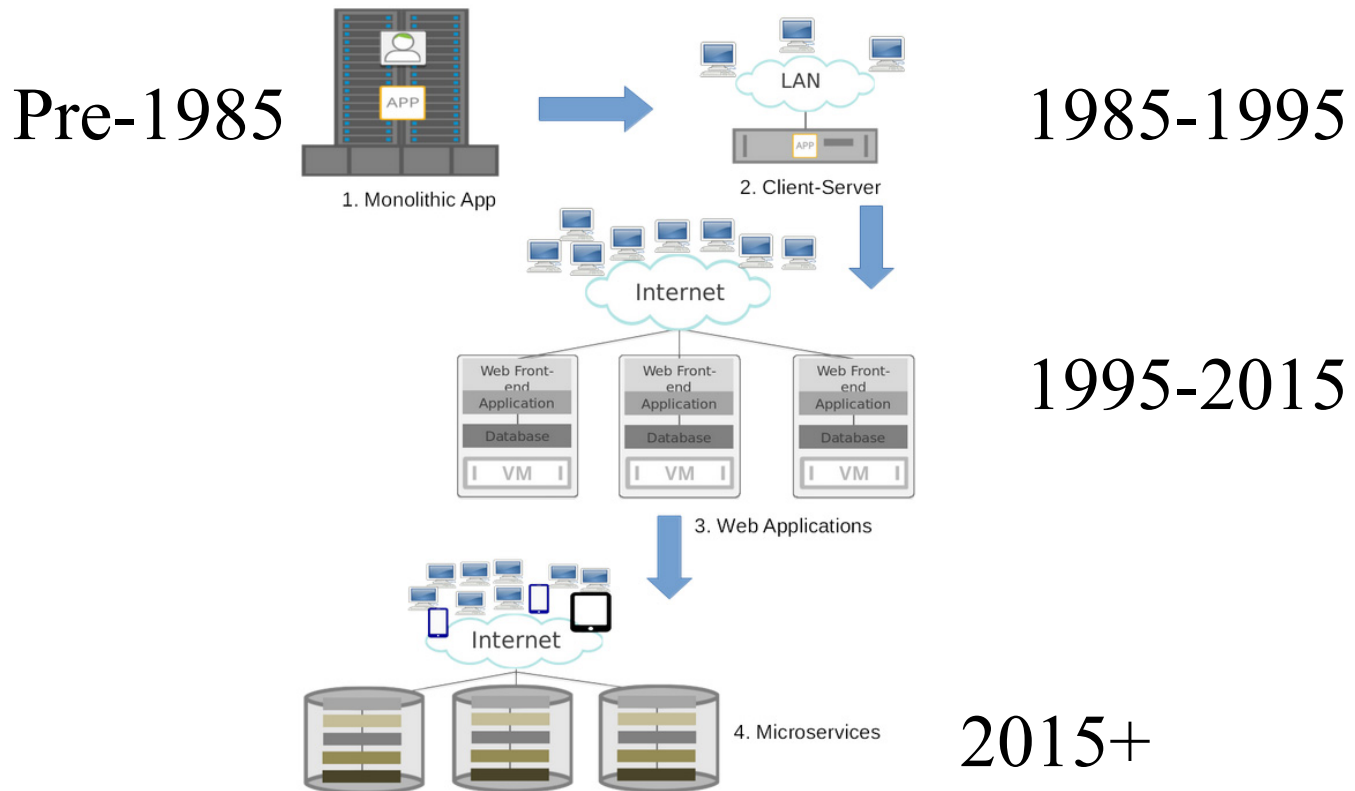 Pre-1985
APP
1. Monolithic App
LAN
APP
2. Client-Server
1985-1995
Internet
Web Front-
end
Application
Database
VM
Web Front-
end
Application
Database
VM
Web Front-
end
Application
Database
VM
3. Web Applications
1995-2015
Internet
4. Microservices
2015+